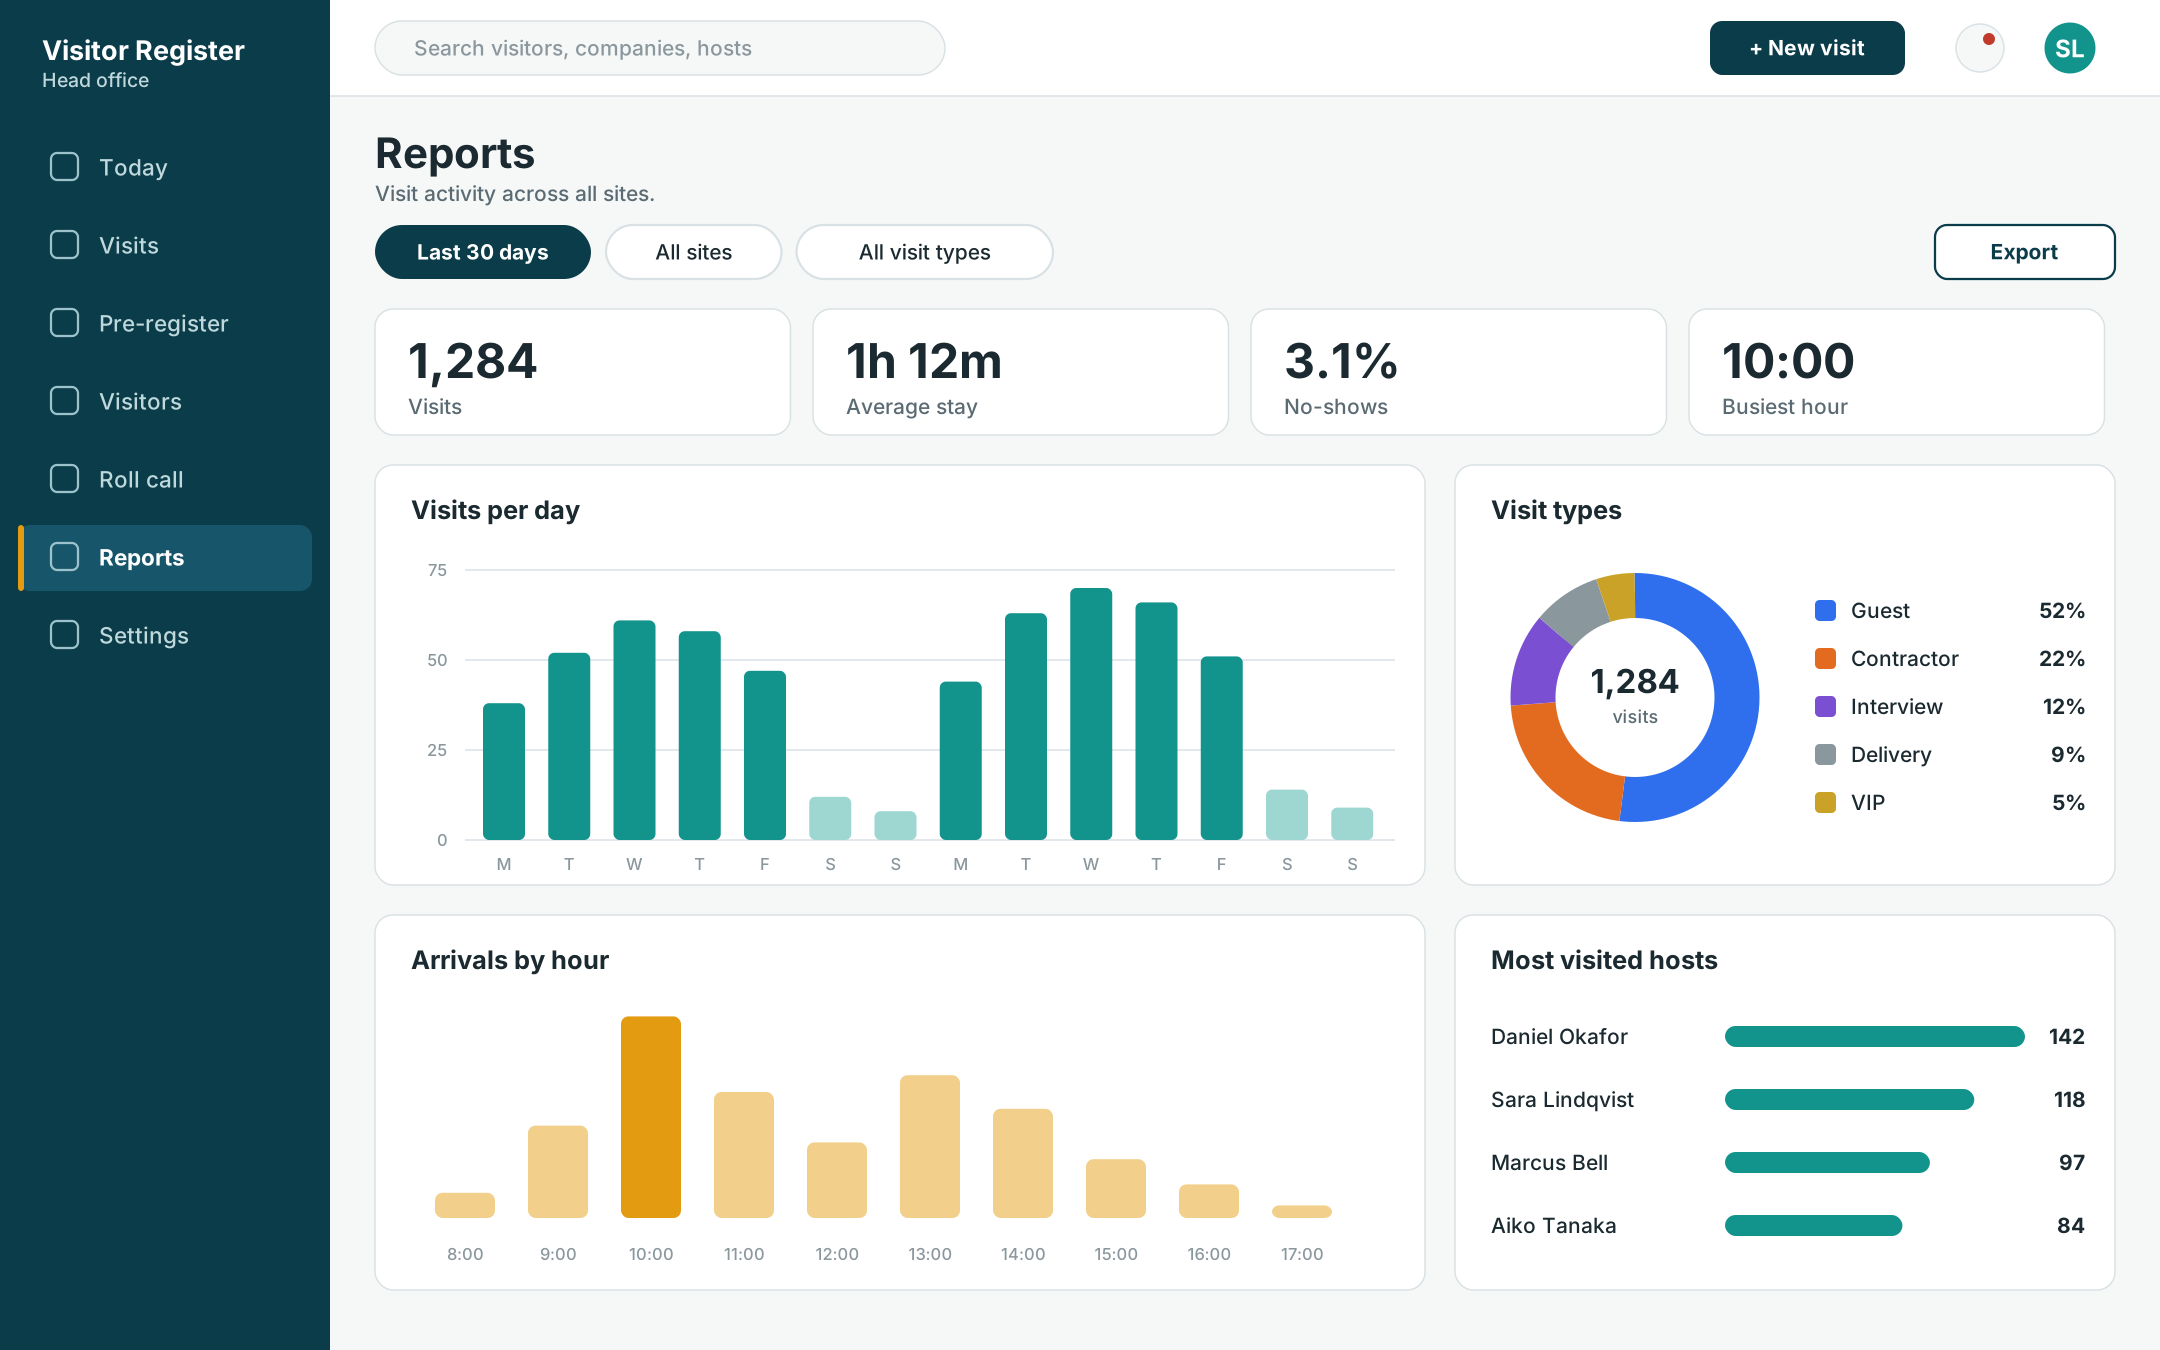 Visitor Register
Head office
Today
Visits
Pre-register
Visitors
Roll call
Reports
Settings
Search visitors, companies, hosts
+ New visit
SL
Reports
Visit activity across all sites.
Last 30 days
All sites
All visit types
Export
1,284
Visits
1h 12m
Average stay
3.1%
No-shows
10:00
Busiest hour
Visits per day
75
50
25
0
M T W T F S S M T W T F S S
Visit types
1,284
visits
Guest 52%
Contractor 22%
Interview 12%
Delivery 9%
VIP 5%
Arrivals by hour
8:00 9:00 10:00 11:00 12:00 13:00 14:00 15:00 16:00 17:00
Most visited hosts
Daniel Okafor 142
Sara Lindqvist 118
Marcus Bell 97
Aiko Tanaka 84